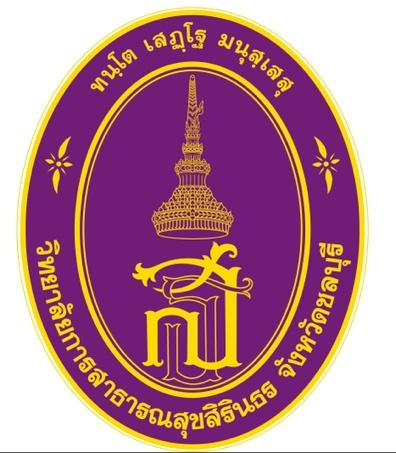 ทนฺโต เสฏฺโฐ มนุสฺเสสุ
วิทยาลัยการสาธารณสุขสิรินธร จังหวัดชลบุรี